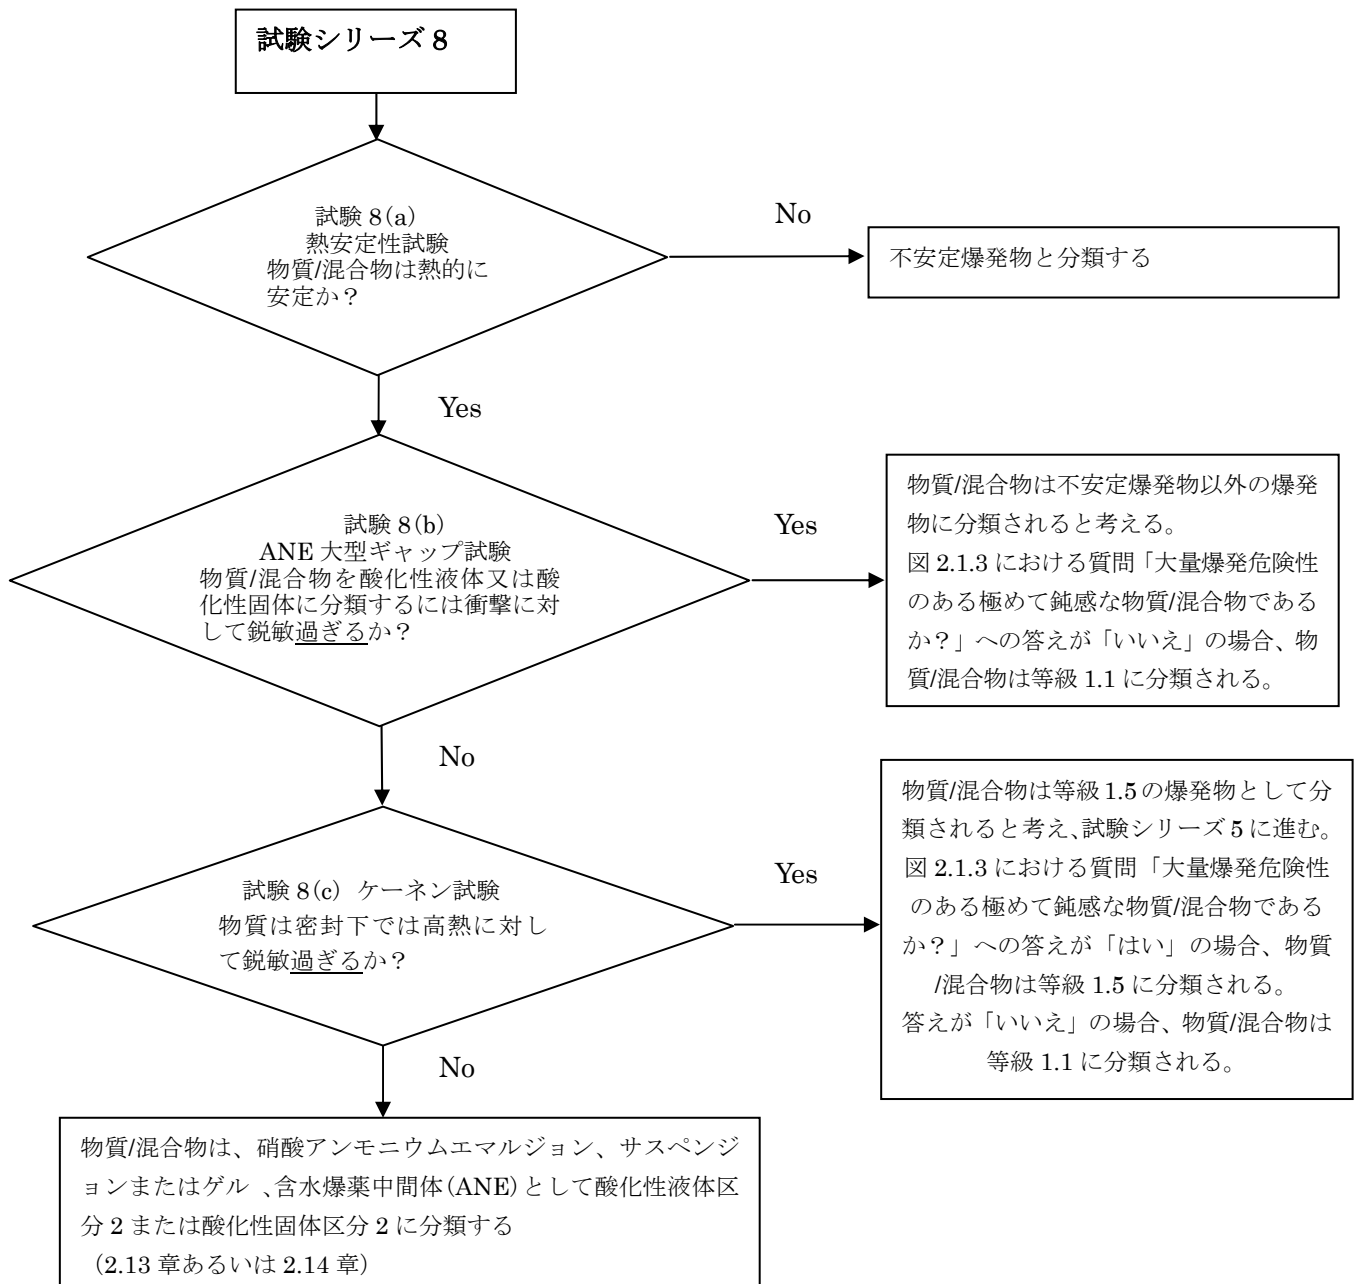 試験シリーズ 8
試験 8(a)
熱安定性試験
物質/混合物は熱的に
安定か？
No
不安定爆発物と分類する
Yes
試験 8(b)
ANE 大型ギャップ試験
物質/混合物を酸化性液体又は酸
化性固体に分類するには衝撃に対
して鋭敏過ぎるか？
Yes
物質/混合物は不安定爆発物以外の爆発
物に分類されると考える。
図 2.1.3 における質問「大量爆発危険性
のある極めて鈍感な物質/混合物である
か？」への答えが「いいえ」の場合、物
質/混合物は等級 1.1 に分類される。
No
試験 8(c) ケーネン試験
物質は密封下では高熱に対し
て鋭敏過ぎるか？
Yes
物質/混合物は等級 1.5 の爆発物として分
類されると考え、試験シリーズ 5 に進む。
図 2.1.3 における質問「大量爆発危険性
のある極めて鈍感な物質/混合物である
か？」への答えが「はい」の場合、物質
/混合物は等級 1.5 に分類される。
答えが「いいえ」の場合、物質/混合物は
等級 1.1 に分類される。
No
物質/混合物は、硝酸アンモニウムエマルジョン、サスペンジ
ョンまたはゲル 、含水爆薬中間体(ANE)として酸化性液体区
分 2 または酸化性固体区分 2 に分類する
（2.13 章あるいは 2.14 章）